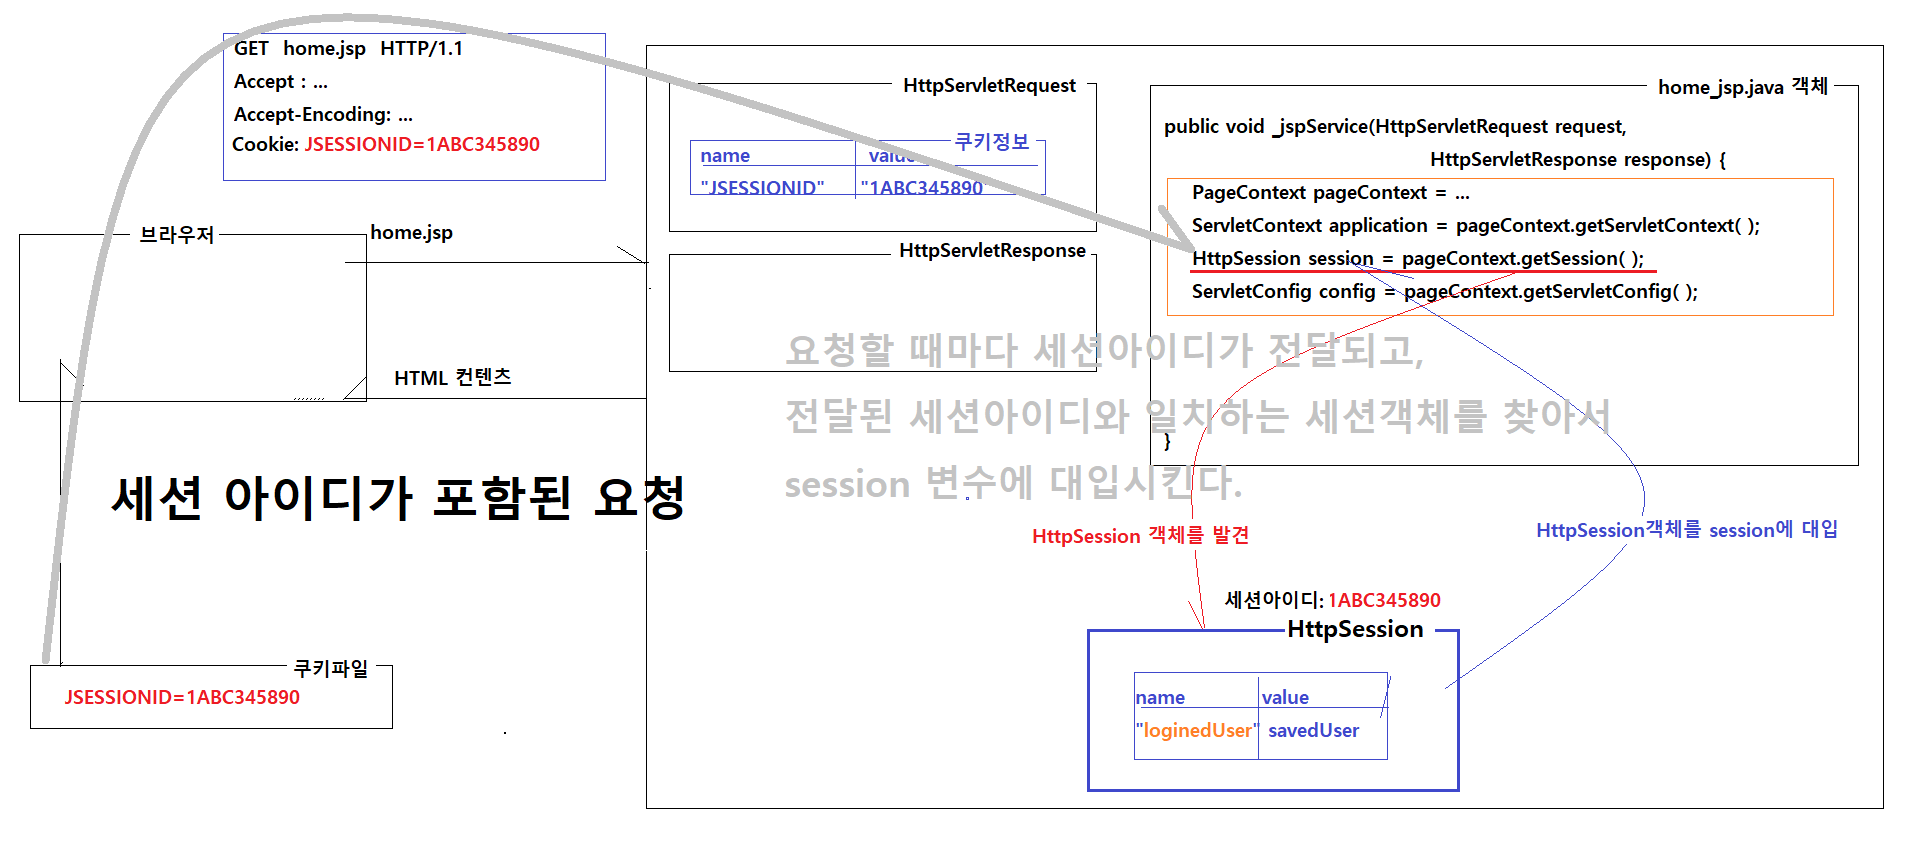 GET home.jsp HTTP/1.1
Accept : ...
Accept-Encoding: ...
Cookie: JSESSIONID=1ABC345890
브라우저
home.jsp
HTML 컨텐츠
세션 아이디가 포함된 요청
쿠키파일
JSESSIONID=1ABC345890
HttpServletRequest
쿠키정보
name value
"JSESSIONID" "1ABC345890"
HttpServletResponse
home_jsp.java 객체
public void _jspService(HttpServletRequest request,
HttpServletResponse response) {
PageContext pageContext = ...
ServletContext application = pageContext.getServletContext( );
HttpSession session = pageContext.getSession( );
ServletConfig config = pageContext.getServletConfig( );
}
요청할 때마다 세션아이디가 전달되고,
전달된 세션아이디와 일치하는 세션객체를 찾아서
session 변수에 대입시킨다.
HttpSession 객체를 발견
HttpSession객체를 session에 대입
세션아이디: 1ABC345890
HttpSession
name value
"loginedUser" savedUser